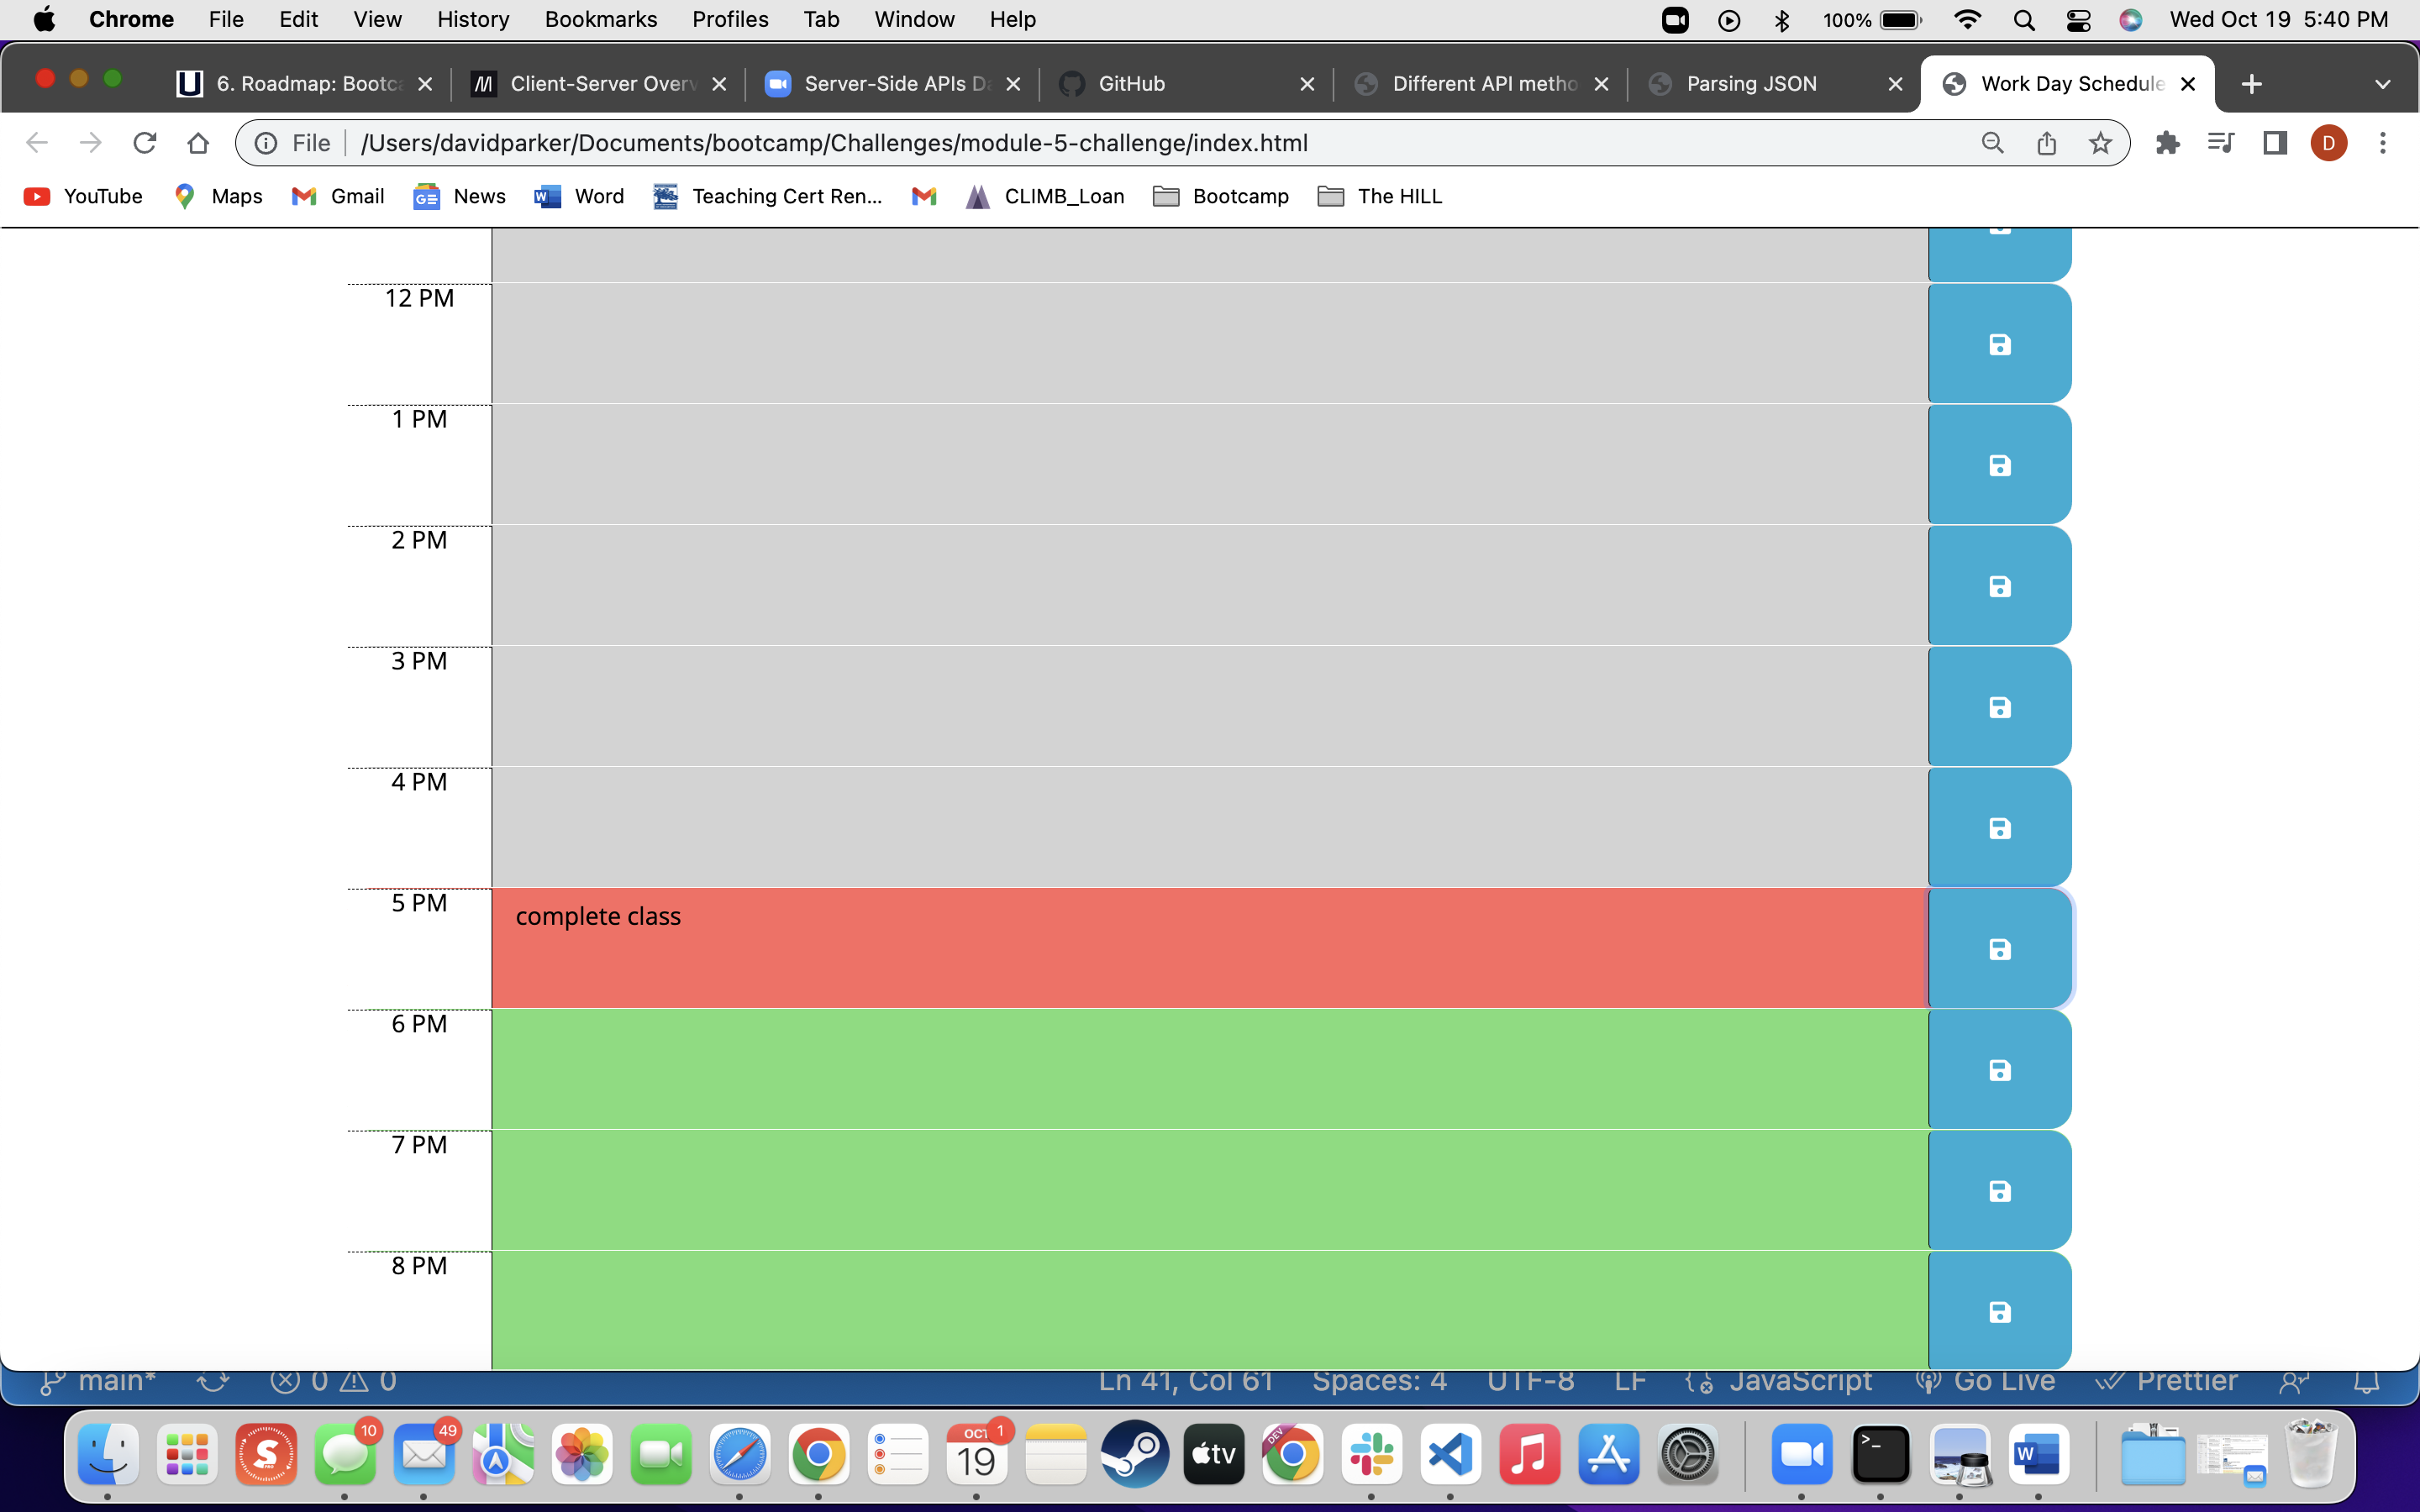 Chrome File Edit View History Bookmarks Profiles Tab Window Help 100% Wed Oct 19 5:40 PM
6. Roadmap: Bootc Client-Server Over Server-Side APIs D GitHub Different API metho Parsing JSON Work Day Schedule
File /Users/davidparker/Documents/bootcamp/Challenges/module-5-challenge/index.html D
YouTube Maps Gmail GE News W Word Teaching Cert Ren... CLIMB_Loan Bootcamp The HILL
12 PM
1 PM
2 PM
3 PM
4 PM
5 PM complete class
6 PM
7 PM
8 PM
main* 0 0 Ln 41, Col 61 Spaces: 4 UTF-8 LF JavaScript Go Live Prettier
10 49 OCT 1 19 tv DEV >_ W